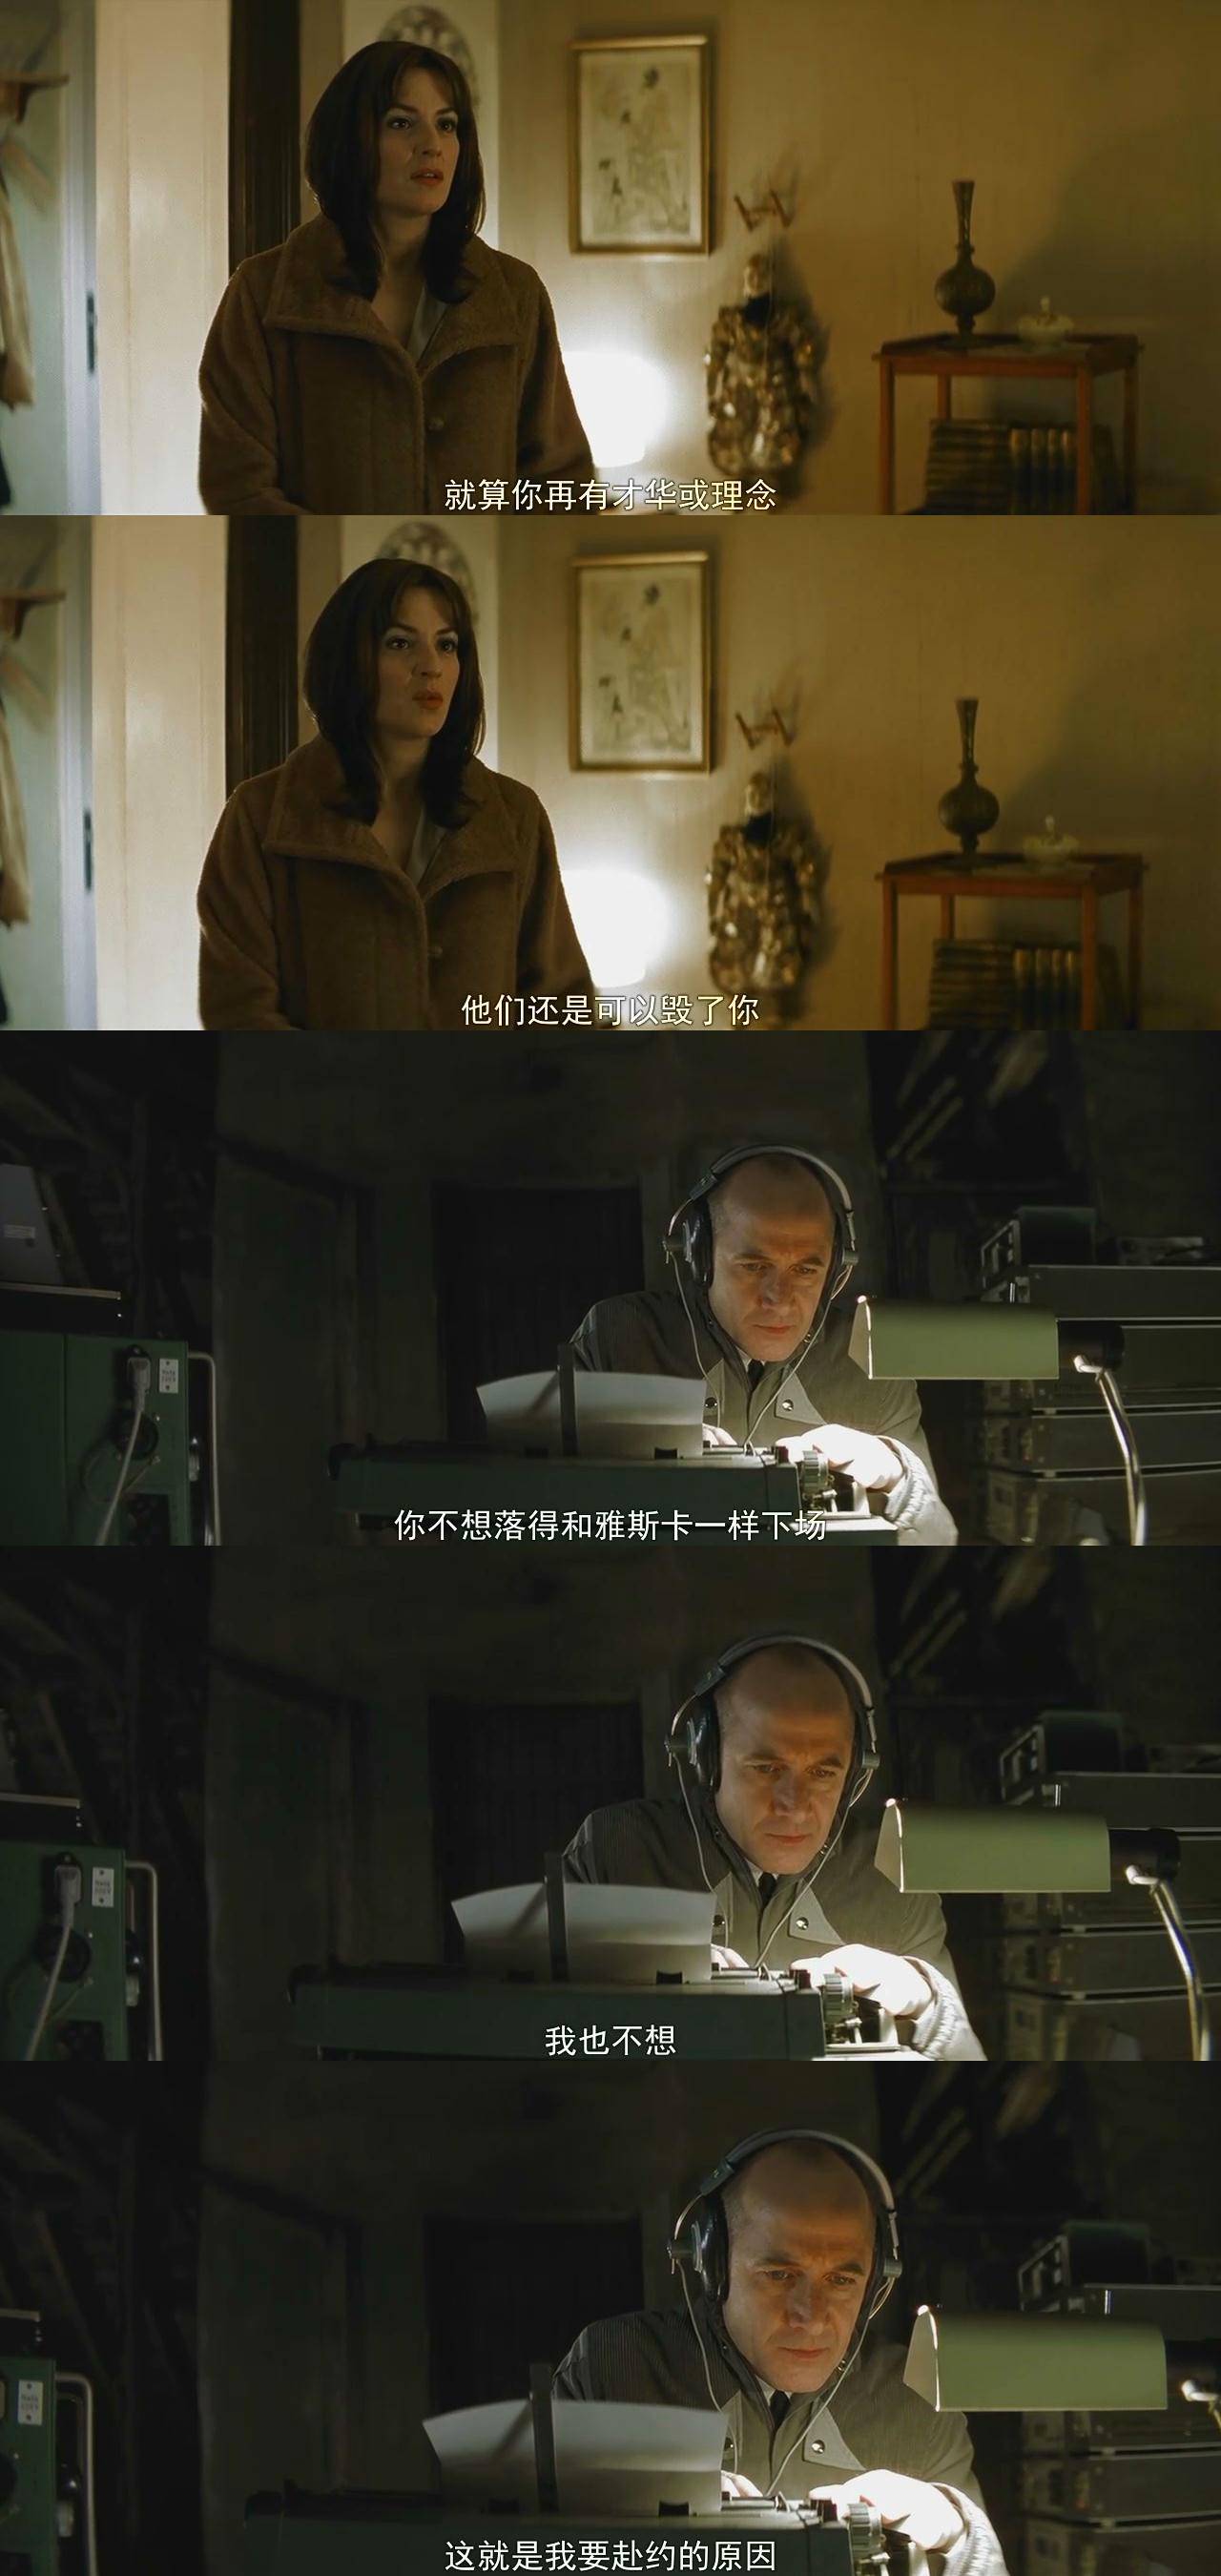 就算你再有才华或理念
他们还是可以毁了你
你不想落得和雅斯卡一样下场
我也不想
这就是我要赴约的原因